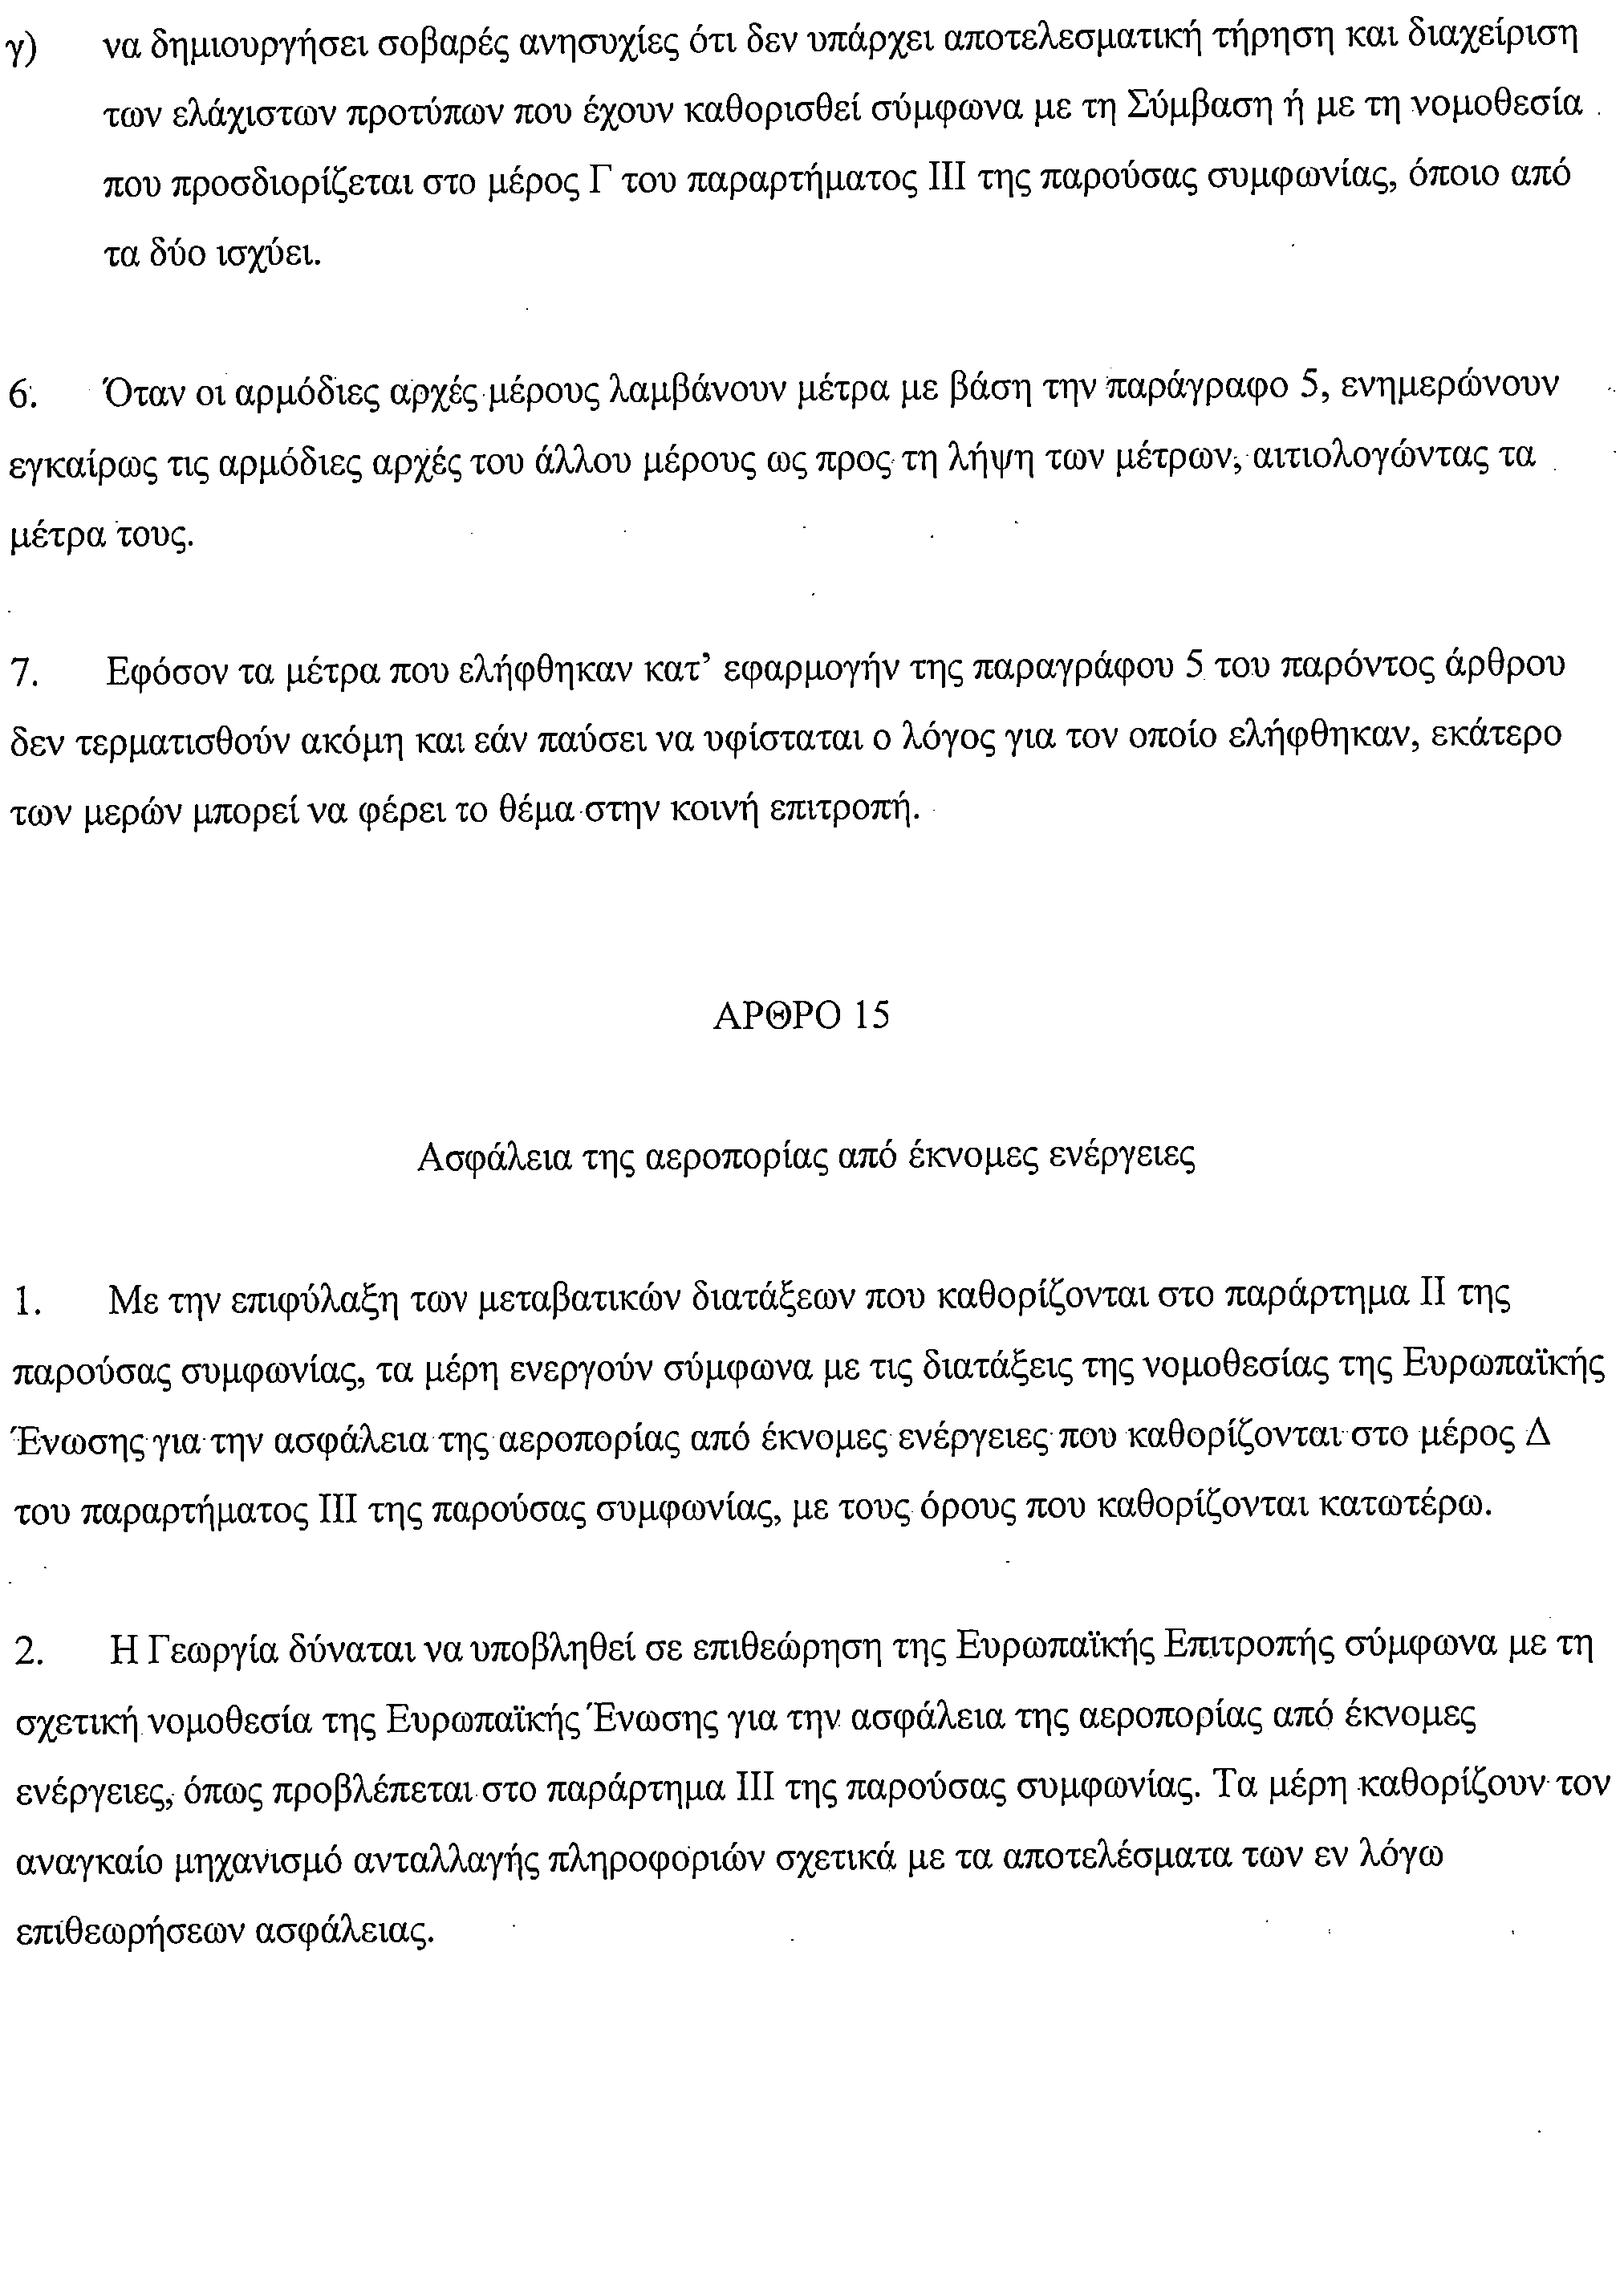 γ) να δημιουργήσει σοβαρές ανησυχίες ότι δεν υπάρχει αποτελεσματική τήρηση και διαχείριση
των ελάχιστων προτύπων που έχουν καθορισθεί σύμφωνα με τη Σύμβαση ή με τη νομοθεσία
που προσδιορίζεται στο μέρος Γ του παραρτήματος III της παρούσας συμφωνίας, όποιο από
τα δύο ισχύει.
6. Όταν οι αρμόδιες αρχές μέρους λαμβάνουν μέτρα με βάση την παράγραφο 5, ενημερώνουν
εγκαίρως τις αρμόδιες αρχές του άλλου μέρους ως προς τη λήψη των μέτρων, αιτιολογώντας τα
μέτρα τους.
7. Εφόσον τα μέτρα που ελήφθηκαν κατ’ εφαρμογήν της παραγράφου 5 του παρόντος άρθρου
δεν τερματισθούν ακόμη και εάν παύσει να υφίσταται ο λόγος για τον οποίο ελήφθηκαν, εκάτερο
των μερών μπορεί να φέρει το θέμα στην κοινή επιτροπή.
ΑΡΘΡΟ 15
Ασφάλεια της αεροπορίας από έκνομες ενέργειες
1. Με την επιφύλαξη των μεταβατικών διατάξεων που καθορίζονται στο παράρτημα II της
παρούσας συμφωνίας, τα μέρη ενεργούν σύμφωνα με τις διατάξεις της νομοθεσίας της Ευρωπαϊκής
Ένωσης για την ασφάλεια της αεροπορίας από έκνομες ενέργειες που καθορίζονται στο μέρος Δ
του παραρτήματος III της παρούσας συμφωνίας, με τους όρους που καθορίζονται κατωτέρω.
2. Η Γεωργία δύναται να υποβληθεί σε επιθεώρηση της Ευρωπαϊκής Επιτροπής σύμφωνα με τη
σχετική νομοθεσία της Ευρωπαϊκής Ένωσης για την ασφάλεια της αεροπορίας από έκνομες
ενέργειες, όπως προβλέπεται στο παράρτημα III της παρούσας συμφωνίας. Τα μέρη καθορίζουν τον
αναγκαίο μηχανισμό ανταλλαγής πληροφοριών σχετικά με τα αποτελέσματα των εν λόγω
επιθεωρήσεων ασφάλειας.